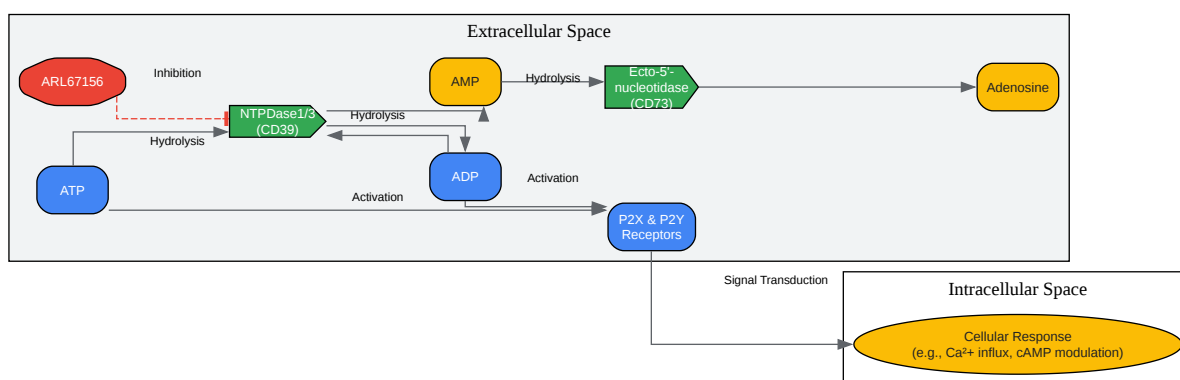 Extracellular Space
ARL67156
Inhibition
AMP
Hydrolysis
Ecto-5'-
nucleotidase
(CD73)
Adenosine
NTPDase1/3
(CD39)
Hydrolysis
Hydrolysis
ATP
ADP
Activation
Activation
P2X & P2Y
Receptors
Signal Transduction
Intracellular Space
Cellular Response
(e.g., Ca²+ influx, cAMP modulation)